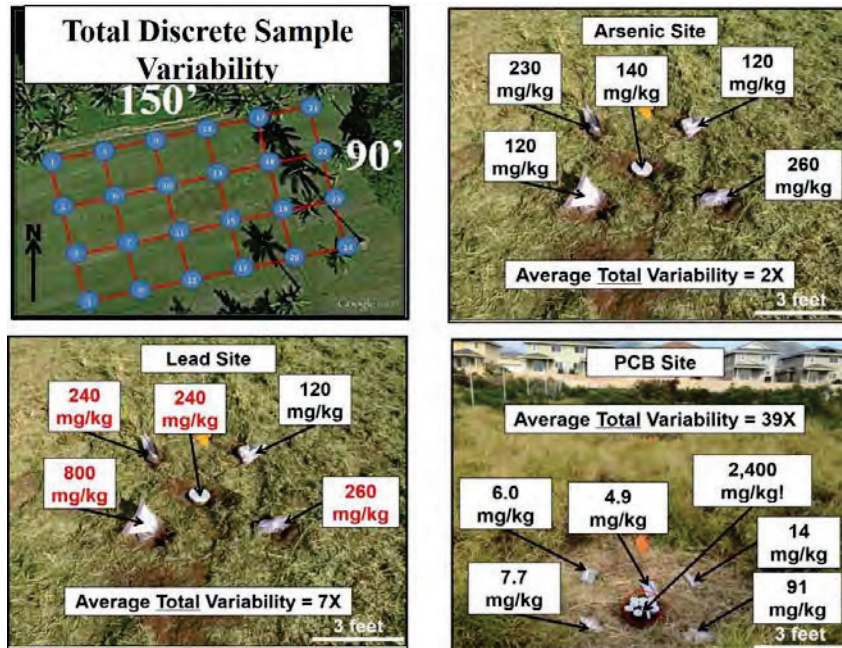 Total Discrete Sample
Variability
150'
90'
N
Arsenic Site
230
mg/kg
140
mg/kg
120
mg/kg
120
mg/kg
260
mg/kg
Average Total Variability = 2X
3 feet
Lead Site
240
mg/kg
240
mg/kg
120
mg/kg
800
mg/kg
260
mg/kg
Average Total Variability = 7X
3 feet
PCB Site
Average Total Variability = 39X
2,400
mg/kg!
6.0
mg/kg
4.9
mg/kg
14
mg/kg
7.7
mg/kg
91
mg/kg
3 feet